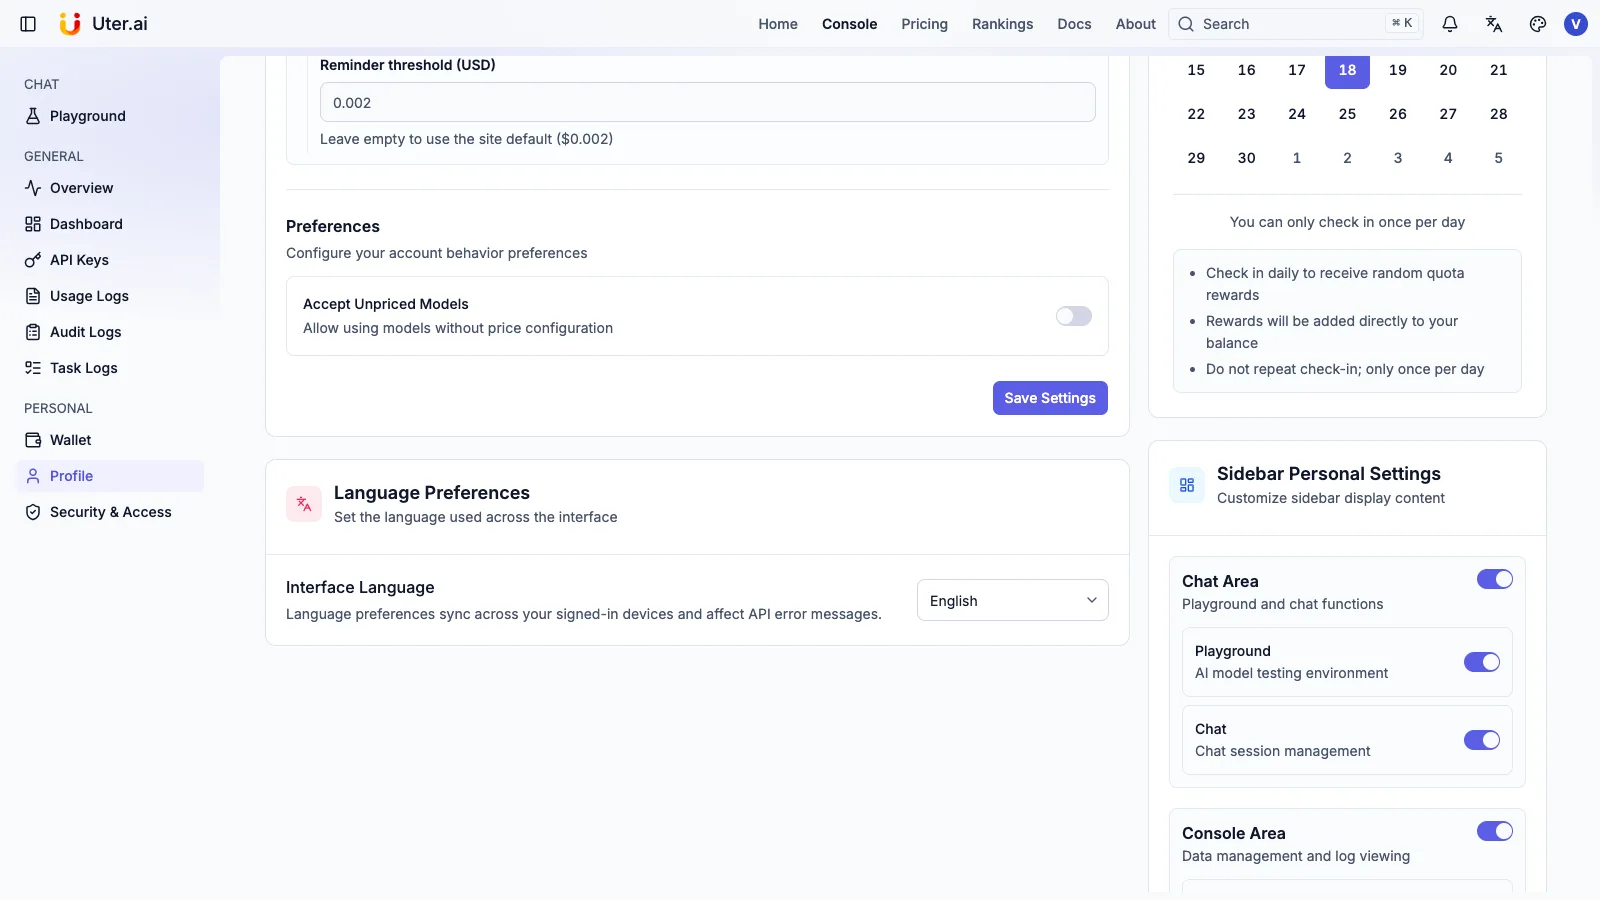 Uter.ai
Home
Console
Pricing
Rankings
Docs
About
Search
⌘ K
V
CHAT
Playground
GENERAL
Overview
Dashboard
API Keys
Usage Logs
Audit Logs
Task Logs
PERSONAL
Wallet
Profile
Security & Access
Reminder threshold (USD)
0.002
Leave empty to use the site default ($0.002)
Preferences
Configure your account behavior preferences
Accept Unpriced Models
Allow using models without price configuration
Save Settings
Language Preferences
Set the language used across the interface
Interface Language
Language preferences sync across your signed-in devices and affect API error messages.
English
15 16 17 18 19 20 21
22 23 24 25 26 27 28
29 30 1 2 3 4 5
You can only check in once per day
• Check in daily to receive random quota
rewards
• Rewards will be added directly to your
balance
• Do not repeat check-in; only once per day
Sidebar Personal Settings
Customize sidebar display content
Chat Area
Playground and chat functions
Playground
AI model testing environment
Chat
Chat session management
Console Area
Data management and log viewing